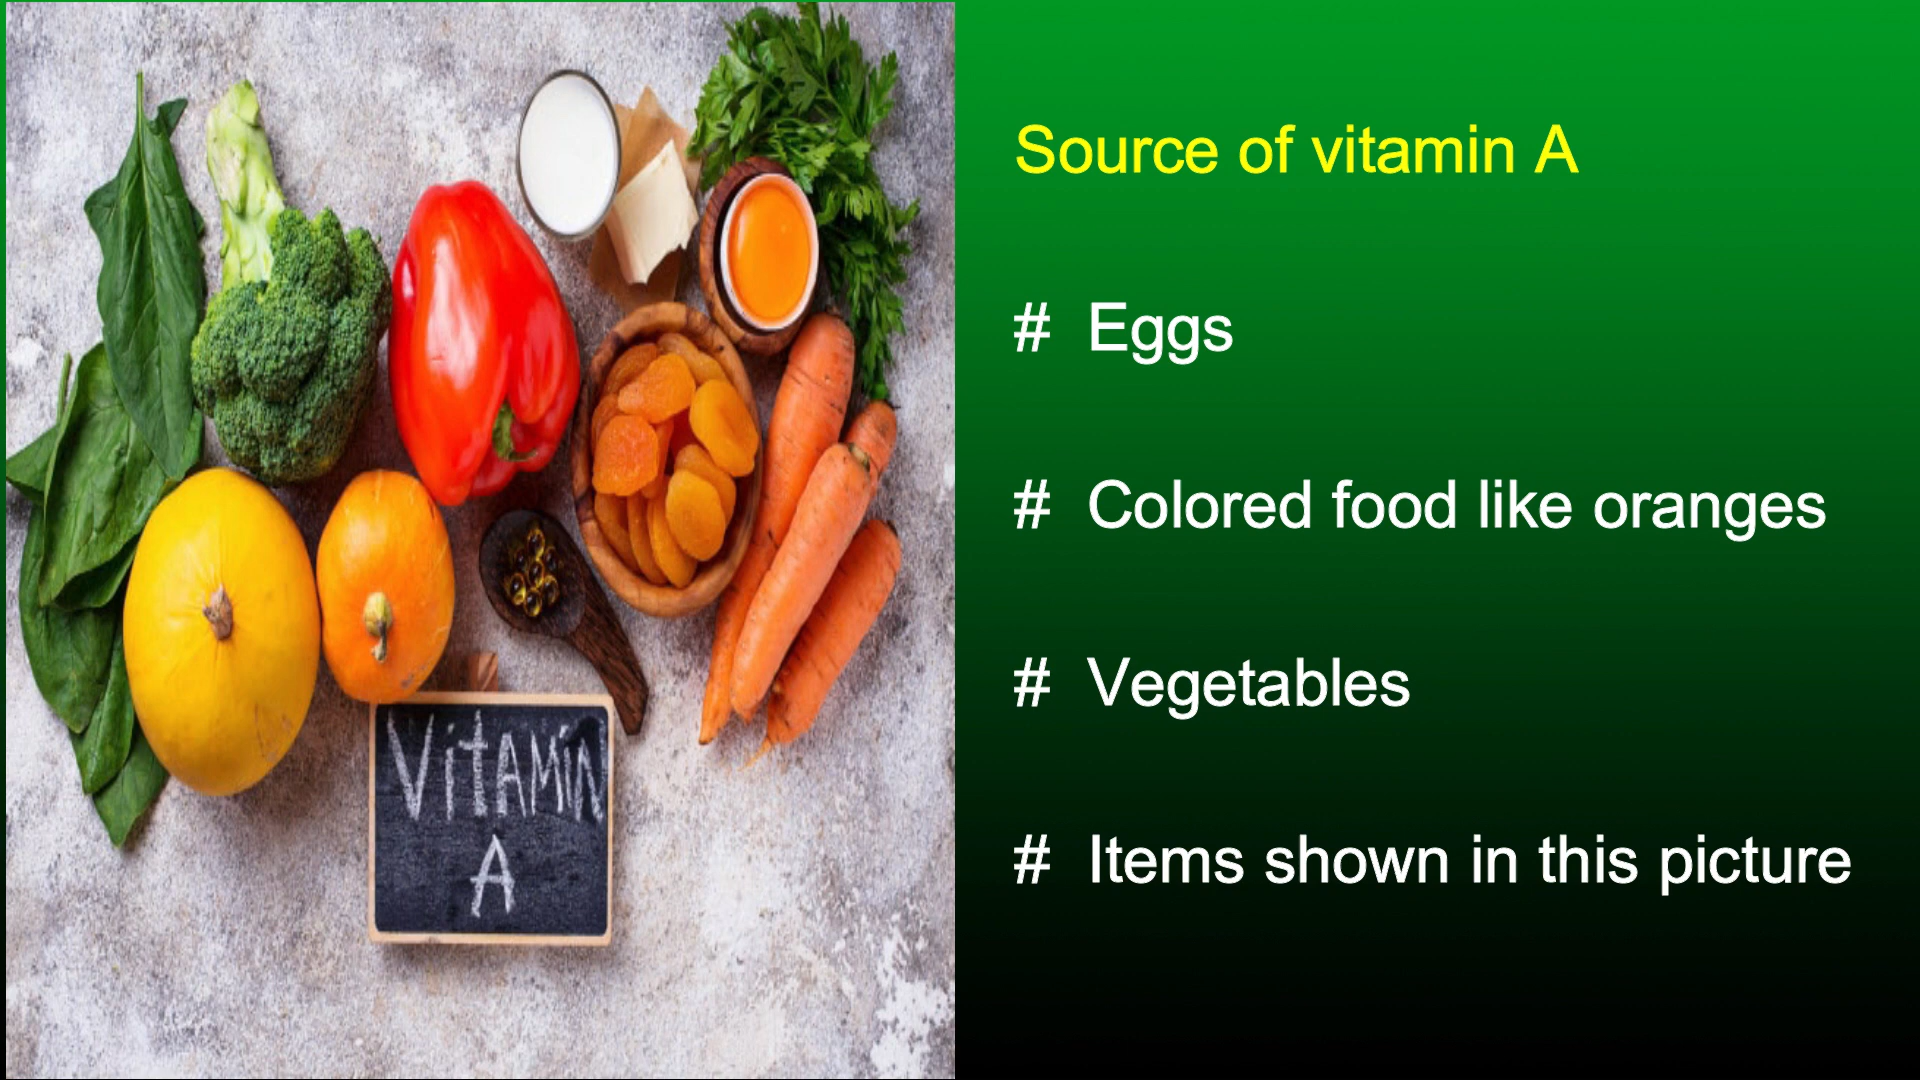 Source of vitamin A
# Eggs
# Colored food like oranges
# Vegetables
# Items shown in this picture
VitAMiN
A